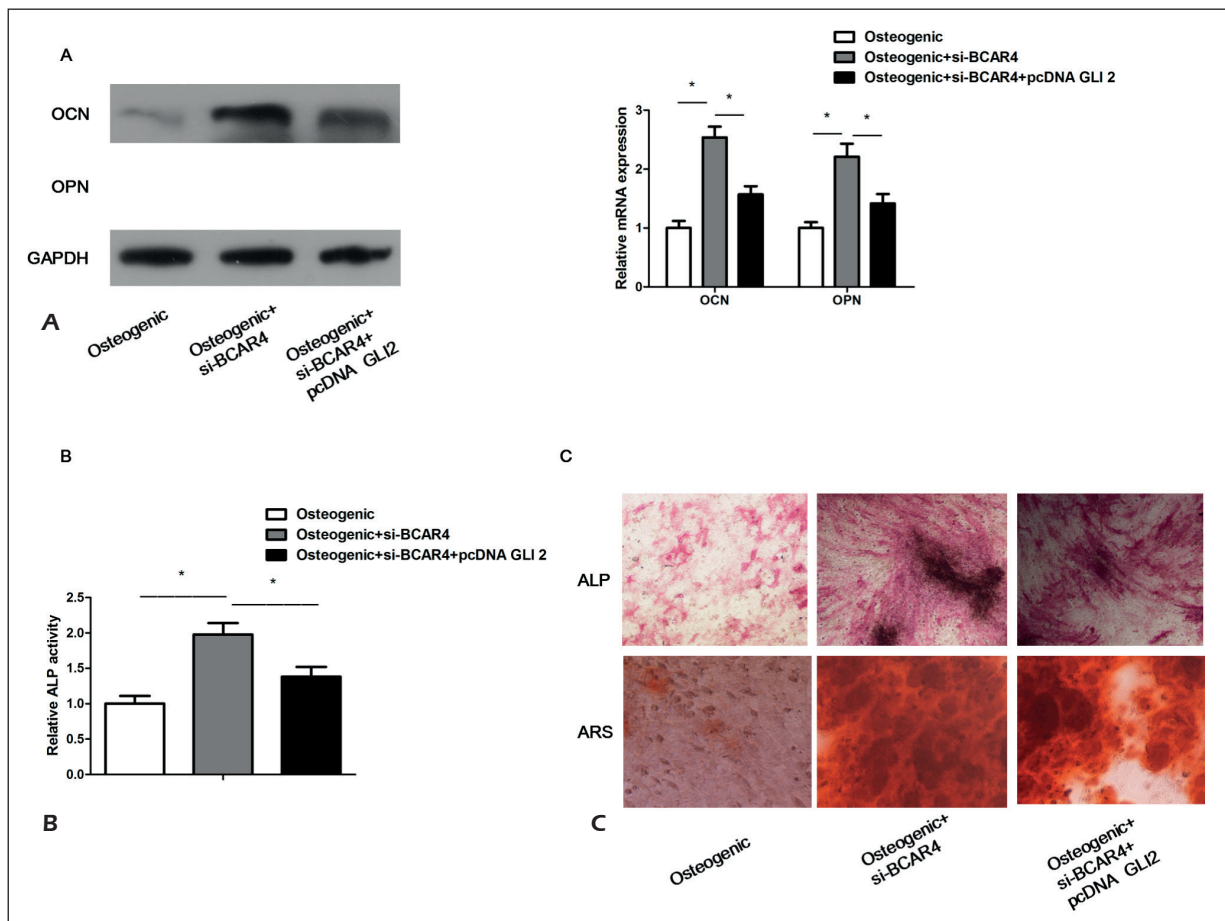 A
OCN
OPN
GAPDH
A
Osteogenic
Osteogenic+
si-BCAR4
Osteogenic+
si-BCAR4+
pcDNA GLI2
Osteogenic
Osteogenic+si-BCAR4
Osteogenic+si-BCAR4+pcDNA GLI 2
Relative mRNA expression
3
2
1
0
* * * *
OCN OPN
B
Osteogenic
Osteogenic+si-BCAR4
Osteogenic+si-BCAR4+pcDNA GLI 2
Relative ALP activity
2.5
2.0
1.5
1.0
0.5
0.0
* *
B
C
ALP
ARS
C
Osteogenic
Osteogenic+
si-BCAR4
Osteogenic+
si-BCAR4+
pcDNA GLI2